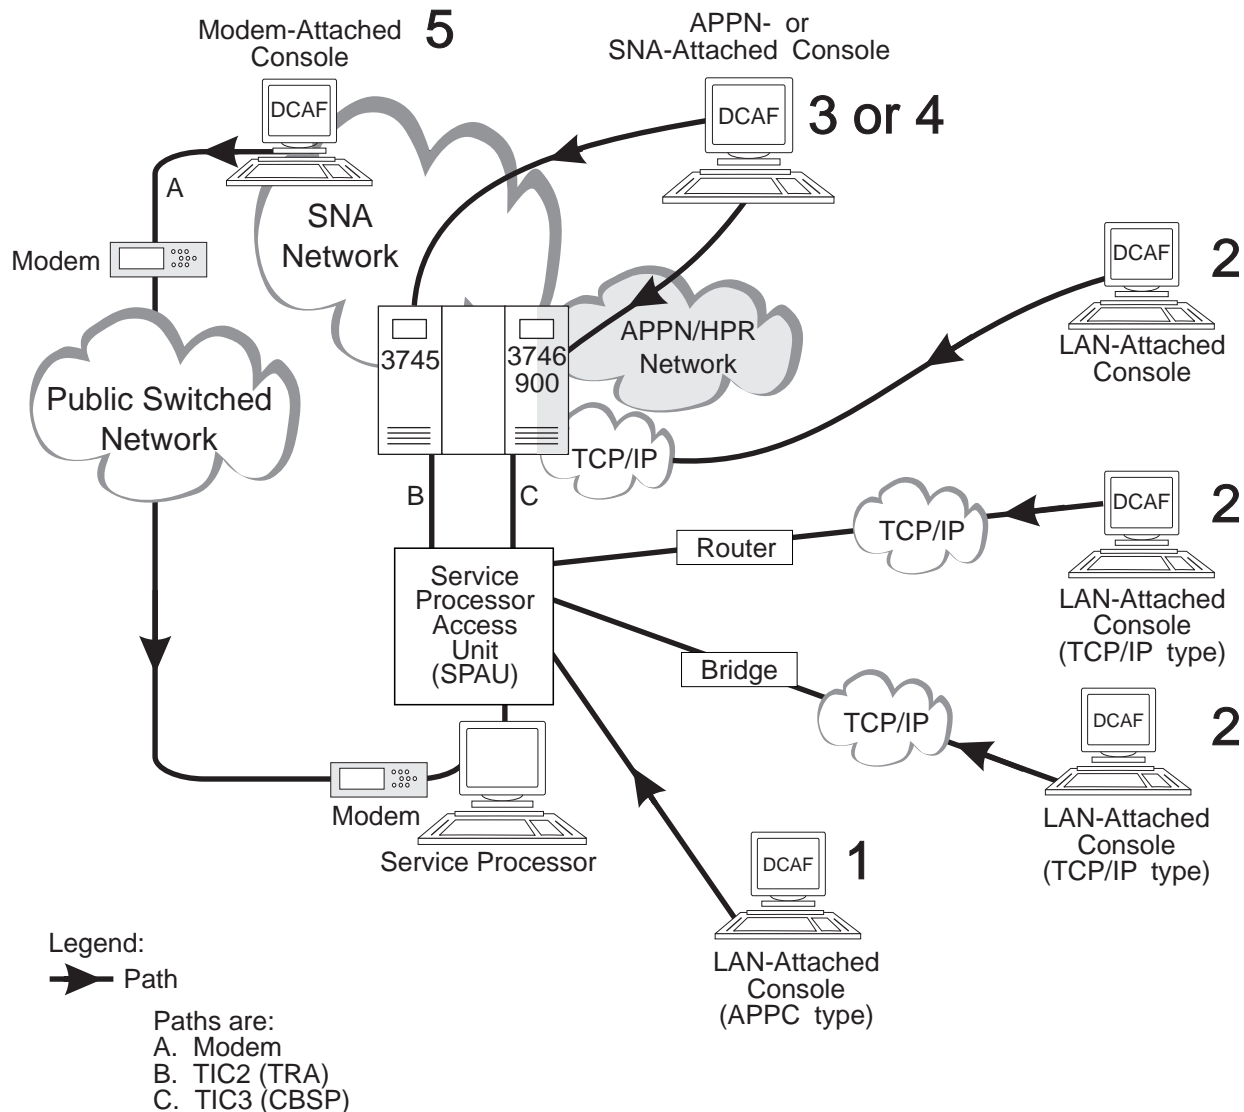 Modem-Attached
Console
5
APPN- or
SNA-Attached Console
DCAF
DCAF
3 or 4
A
SNA
Network
Modem
DCAF
2
LAN-Attached
Console
3745
3746
900
APPN/HPR
Network
Public Switched
Network
TCP/IP
B
C
DCAF
2
TCP/IP
Router
LAN-Attached
Console
(TCP/IP type)
Service
Processor
Access
Unit
(SPAU)
Bridge
TCP/IP
DCAF
2
LAN-Attached
Console
(TCP/IP type)
Modem
Service Processor
DCAF
1
LAN-Attached
Console
(APPC type)
Legend:
Path
Paths are:
A. Modem
B. TIC2 (TRA)
C. TIC3 (CBSP)